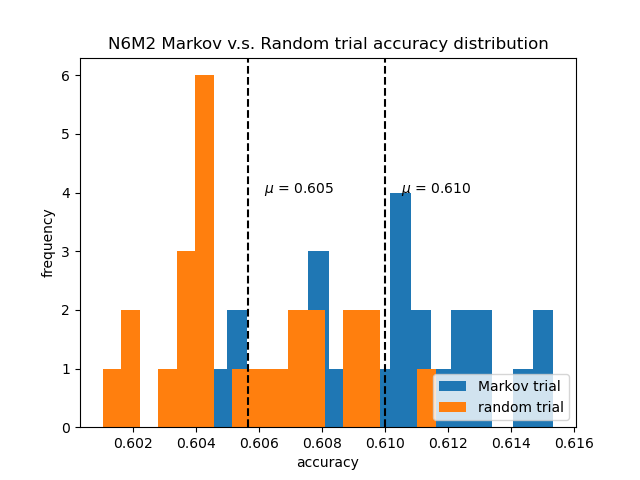 N6M2 Markov v.s. Random trial accuracy distribution
6
5
4
3
2
1
0
frequency
μ = 0.605
μ = 0.610
Markov trial
random trial
0.602 0.604 0.606 0.608 0.610 0.612 0.614 0.616
accuracy